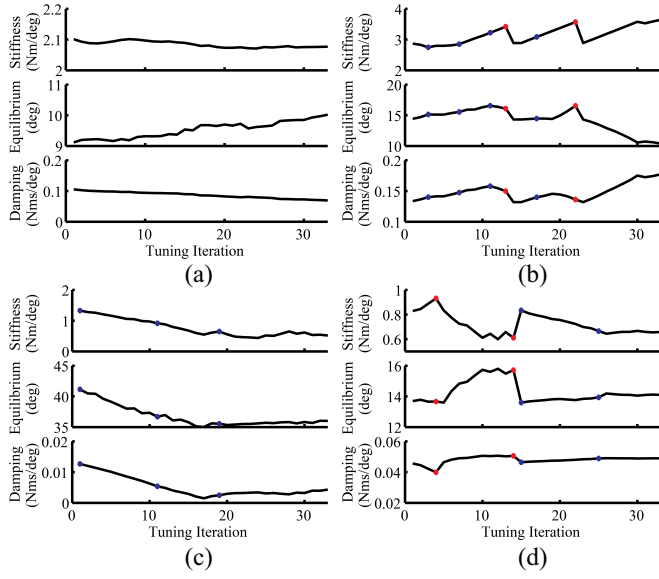 Stiffness
(Nm/deg)
2.2
2.1
2
Equilibrium
(deg)
11
10
9
Damping
(Nms/deg)
0.2
0.1
0
0 10 20 30
Tuning Iteration
(a)
Stiffness
(Nm/deg)
4
3
2
Equilibrium
(deg)
20
15
10
Damping
(Nms/deg)
0.2
0.15
0.1
0 10 20 30
Tuning Iteration
(b)
Stiffness
(Nm/deg)
2
1
0
Equilibrium
(deg)
45
40
35
Damping
(Nms/deg)
0.02
0.01
0
0 10 20 30
Tuning Iteration
(c)
Stiffness
(Nm/deg)
1
0.8
0.6
Equilibrium
(deg)
16
14
12
Damping
(Nms/deg)
0.06
0.04
0.02
0 10 20 30
Tuning Iteration
(d)